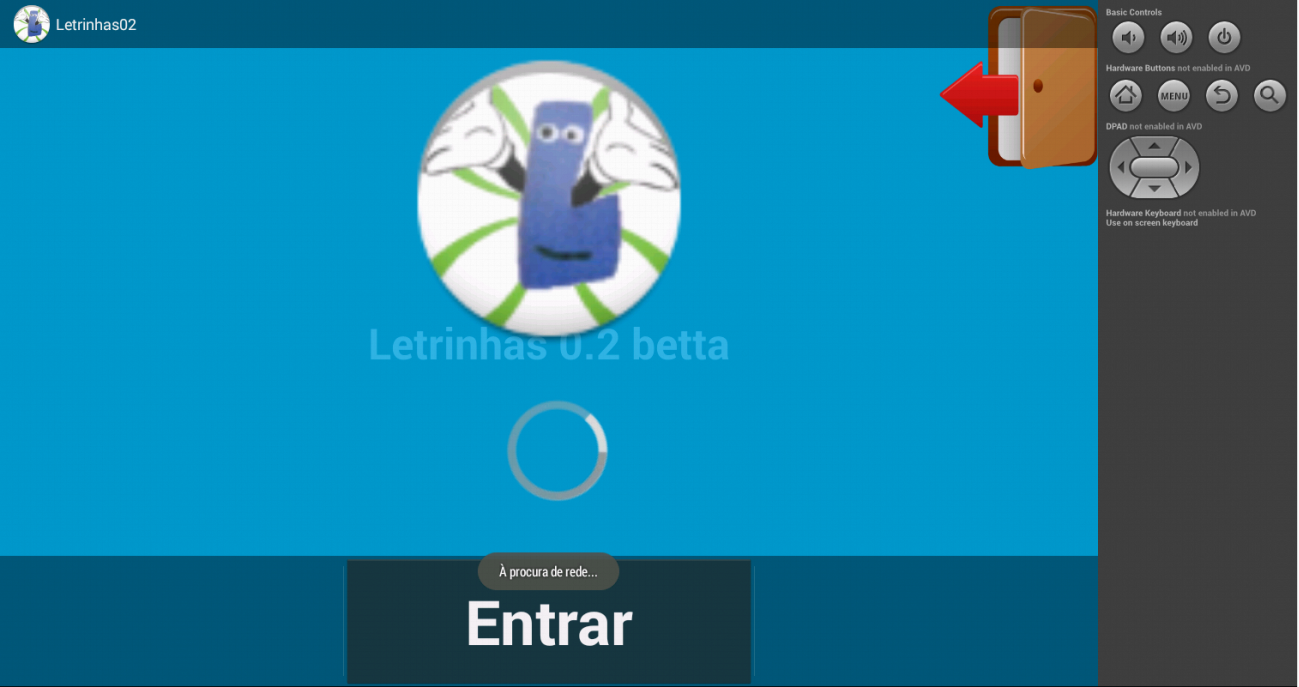 Letrinhas02
Letrinhas 0.2 betta
À procura de rede...
Entrar
Basic Controls
Hardware Buttons not enabled in AVD
MENU
DPAD not enabled in AVD
Hardware Keyboard not enabled in AVD
Use on screen keyboard